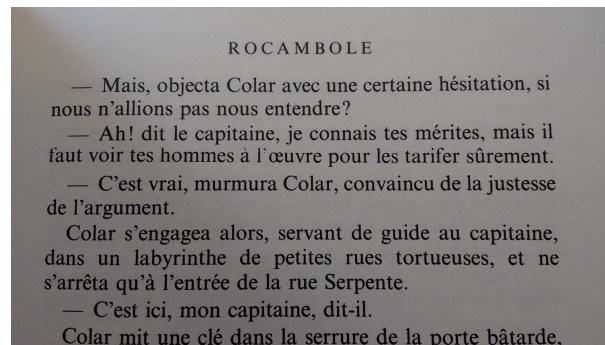 ROCAMBOLE
— Mais, objecta Colar avec une certaine hésitation, si
nous n'allions pas nous entendre?
— Ah! dit le capitaine, je connais tes mérites, mais il
faut voir tes hommes à l'œuvre pour les tarifer sûrement.
— C'est vrai, murmura Colar, convaincu de la justesse
de l'argument.
Colar s'engagea alors, servant de guide au capitaine,
dans un labyrinthe de petites rues tortueuses, et ne
s'arrêta qu'à l'entrée de la rue Serpente.
— C'est ici, mon capitaine, dit-il.
Colar mit une clé dans la serrure de la porte bâtarde,